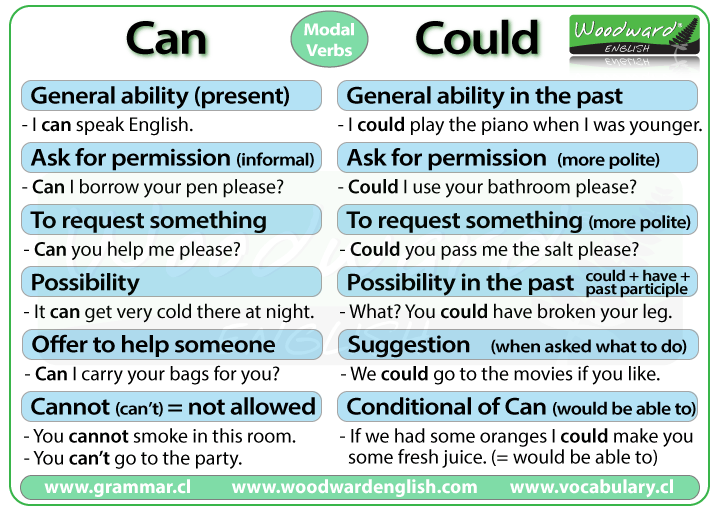 Can
Modal
Verbs
Could
Woodward®
ENGLISH
General ability (present)
- I can speak English.
Ask for permission (informal)
- Can I borrow your pen please?
To request something
- Can you help me please?
Possibility
- It can get very cold there at night.
Offer to help someone
- Can I carry your bags for you?
Cannot (can't) = not allowed
- You cannot smoke in this room.
- You can't go to the party.
General ability in the past
- I could play the piano when I was younger.
Ask for permission (more polite)
- Could I use your bathroom please?
To request something (more polite)
- Could you pass me the salt please?
Possibility in the past could + have +
past participle
- What? You could have broken your leg.
Suggestion (when asked what to do)
- We could go to the movies if you like.
Conditional of Can (would be able to)
- If we had some oranges I could make you
some fresh juice. (= would be able to)
www.grammar.cl www.woodwardenglish.com www.vocabulary.cl
Woodward
ENGLISH